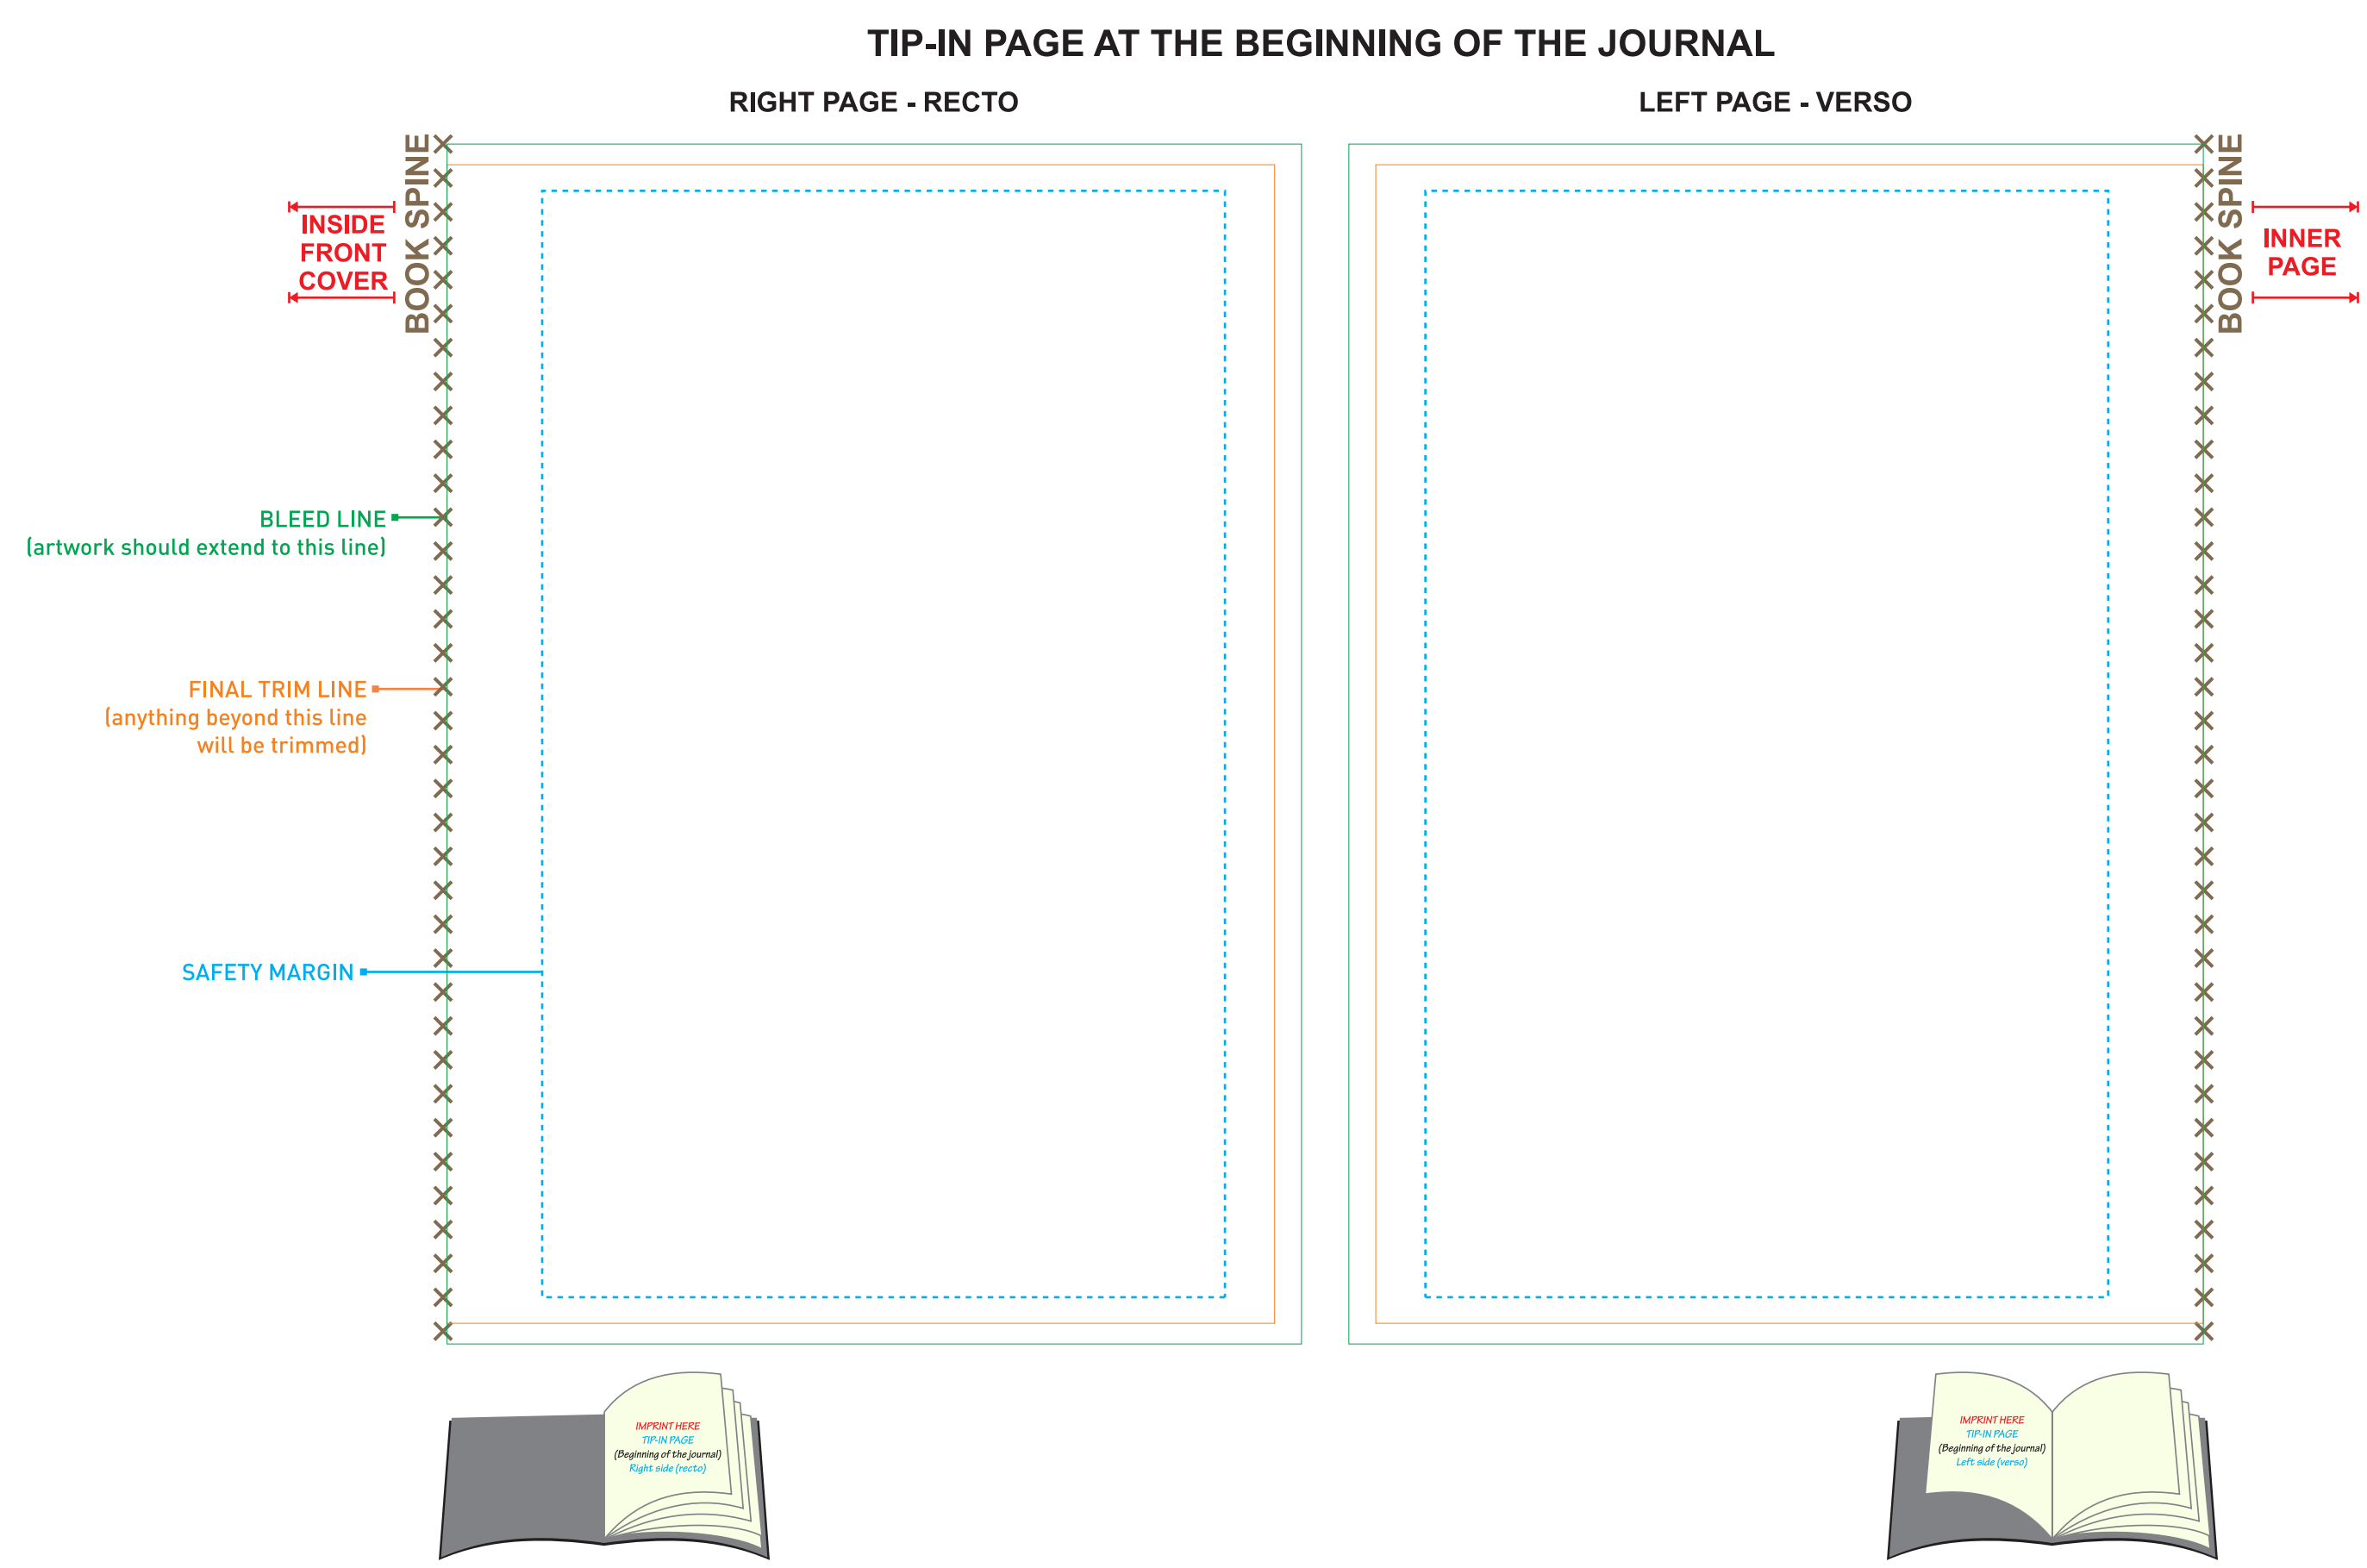 TIP-IN PAGE AT THE BEGINNING OF THE JOURNAL
RIGHT PAGE - RECTO
LEFT PAGE - VERSO
BOOK SPINE
INSIDE
FRONT
COVER
BOOK SPINE
INNER
PAGE
BLEED LINE
(artwork should extend to this line)
FINAL TRIM LINE
(anything beyond this line
will be trimmed)
SAFETY MARGIN
IMPRINT HERE
TIP-IN PAGE
(Beginning of the journal)
Right side (recto)
IMPRINT HERE
TIP-IN PAGE
(Beginning of the journal)
Left side (verso)